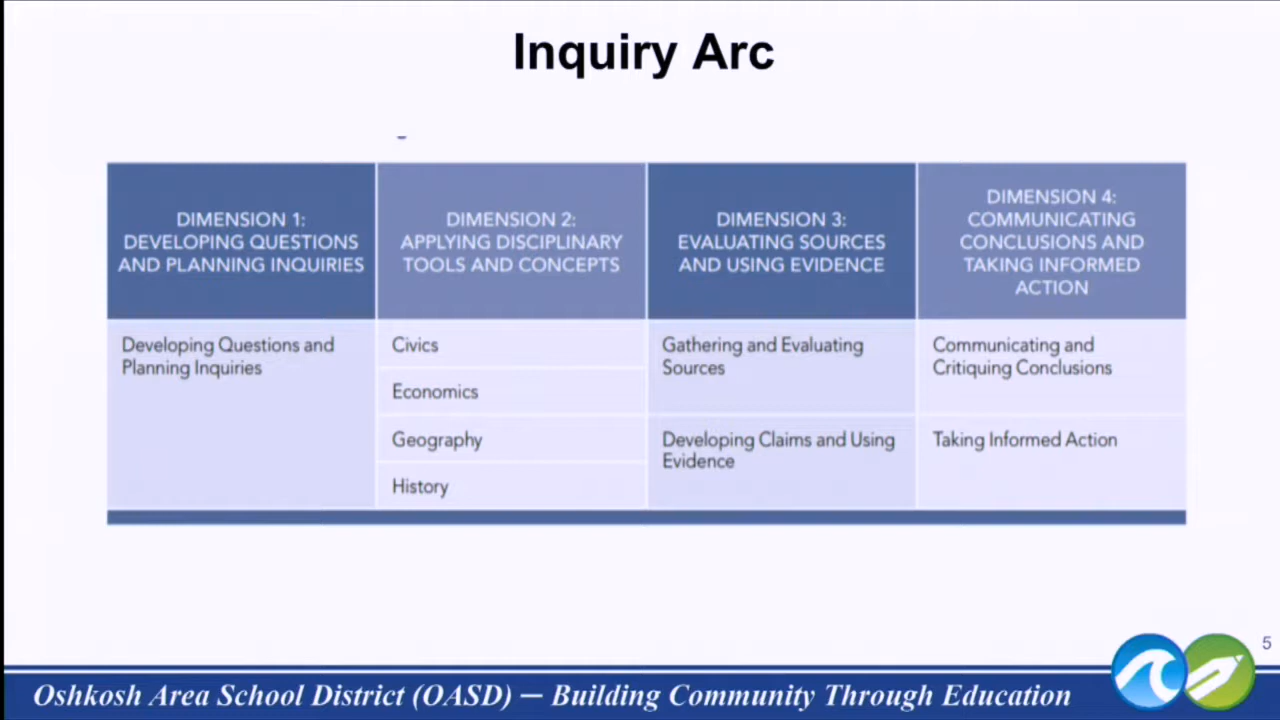 Inquiry Arc
DIMENSION 1:
DEVELOPING QUESTIONS
AND PLANNING INQUIRIES
DIMENSION 2:
APPLYING DISCIPLINARY
TOOLS AND CONCEPTS
DIMENSION 3:
EVALUATING SOURCES
AND USING EVIDENCE
DIMENSION 4:
COMMUNICATING
CONCLUSIONS AND
TAKING INFORMED
ACTION
Developing Questions and
Planning Inquiries
Civics
Economics
Geography
History
Gathering and Evaluating
Sources
Developing Claims and Using
Evidence
Communicating and
Critiquing Conclusions
Taking Informed Action
5
Oshkosh Area School District (OASD) — Building Community Through Education